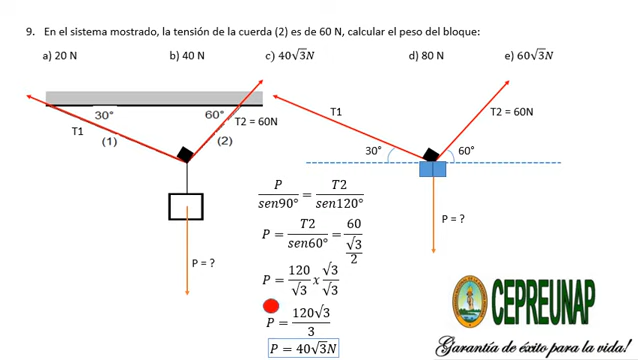 9. En el sistema mostrado, la tensión de la cuerda (2) es de 60 N, calcular el peso del bloque:
a) 20 N b) 40 N c) 40√3N d) 80 N e) 60√3N
30° 60°
T1 (1) (2) T2 = 60N
P = ?
T1 T2 = 60N
30° 60°
P = ?
P/sen90° = T2/sen120°
P = T2/sen60° = 60/(√3/2)
P = 120/√3 x √3/√3
P = 120√3/3
P = 40√3N
CEPREUNAP
Garantía de éxito para la vida!